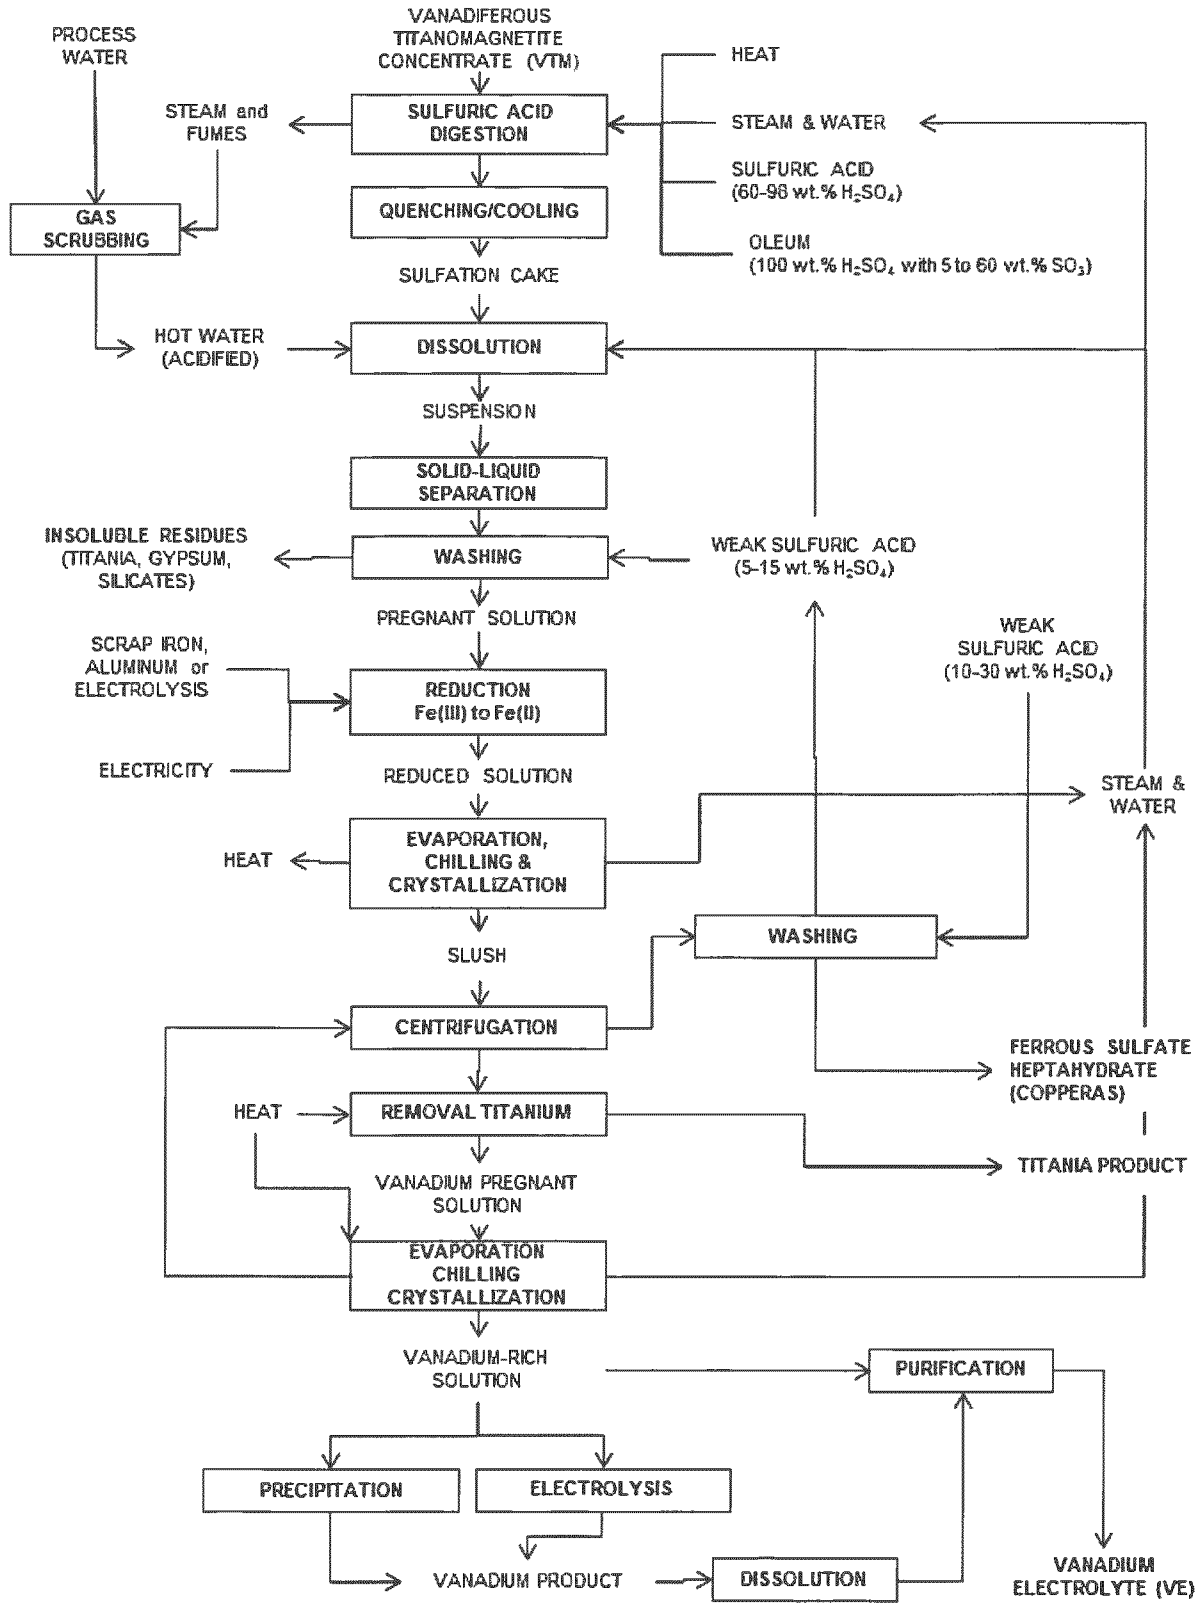 VANADIFEROUS
TITANOMAGNETITE
CONCENTRATE (VTM)
PROCESS
WATER
HEAT
STEAM and
FUMES
SULFURIC ACID
DIGESTION
STEAM & WATER
SULFURIC ACID
(60-98 wt.% H₂SO₄)
QUENCHING/COOLING
GAS
SCRUBBING
OLEUM
(100 wt.% H₂SO₄ with 5 to 60 wt.% SO₃)
SULFATION CAKE
HOT WATER
(ACIDIFIED)
DISSOLUTION
SUSPENSION
SOLID-LIQUID
SEPARATION
INSOLUBLE RESIDUES
(TITANIA, GYPSUM,
SILICATES)
WASHING
WEAK SULFURIC ACID
(5-15 wt.% H₂SO₄)
PREGNANT SOLUTION
WEAK
SULFURIC ACID
(10-30 wt.% H₂SO₄)
SCRAP IRON,
ALUMINUM or
ELECTROLYSIS
REDUCTION
Fe(III) to Fe(II)
ELECTRICITY
REDUCED SOLUTION
STEAM &
WATER
HEAT
EVAPORATION,
CHILLING &
CRYSTALLIZATION
WASHING
SLUSH
CENTRIFUGATION
FERROUS SULFATE
HEPTAHYDRATE
(COPPERAS)
HEAT
REMOVAL TITANIUM
TITANIA PRODUCT
VANADIUM PREGNANT
SOLUTION
EVAPORATION
CHILLING
CRYSTALLIZATION
VANADIUM-RICH
SOLUTION
PURIFICATION
PRECIPITATION
ELECTROLYSIS
VANADIUM PRODUCT
DISSOLUTION
VANADIUM
ELECTROLYTE (VE)